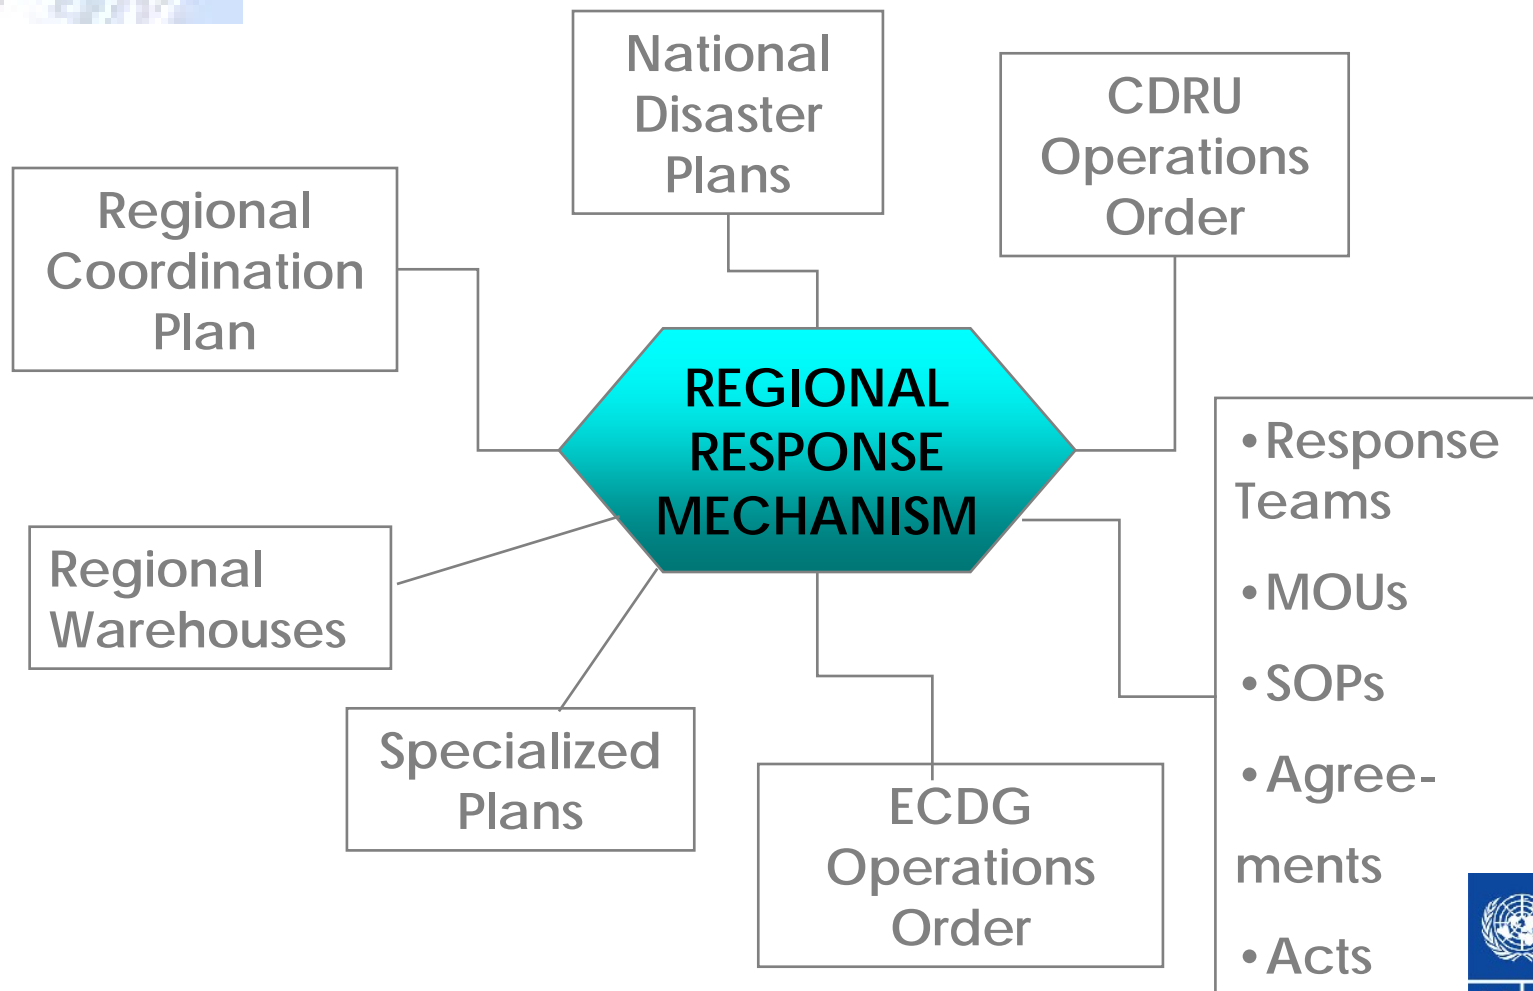 National
Disaster
Plans
CDRU
Operations
Order
Regional
Coordination
Plan
REGIONAL
RESPONSE
MECHANISM
•Response
Teams
•MOUs
•SOPs
•Agree-
ments
•Acts
Regional
Warehouses
Specialized
Plans
ECDG
Operations
Order